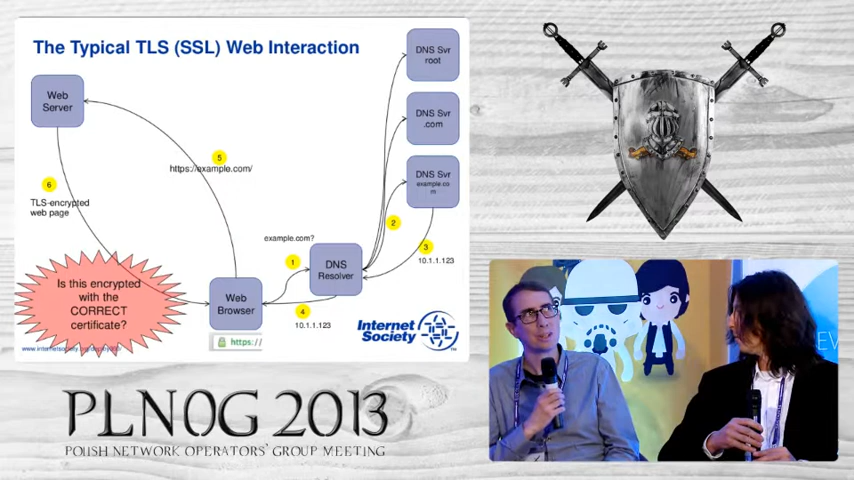 The Typical TLS (SSL) Web Interaction
DNS Svr
root
Web
Server
DNS Svr
.com
5
https://example.com/
DNS Svr
example.co
m
6
TLS-encrypted
web page
2
example.com?
3
10.1.1.123
1
DNS
Resolver
Is this encrypted
with the
CORRECT
certificate?
Web
Browser
4
10.1.1.123
https://
Internet
Society
TM
PLNOG 2013
POLISH NETWORK OPERATORS' GROUP MEETING